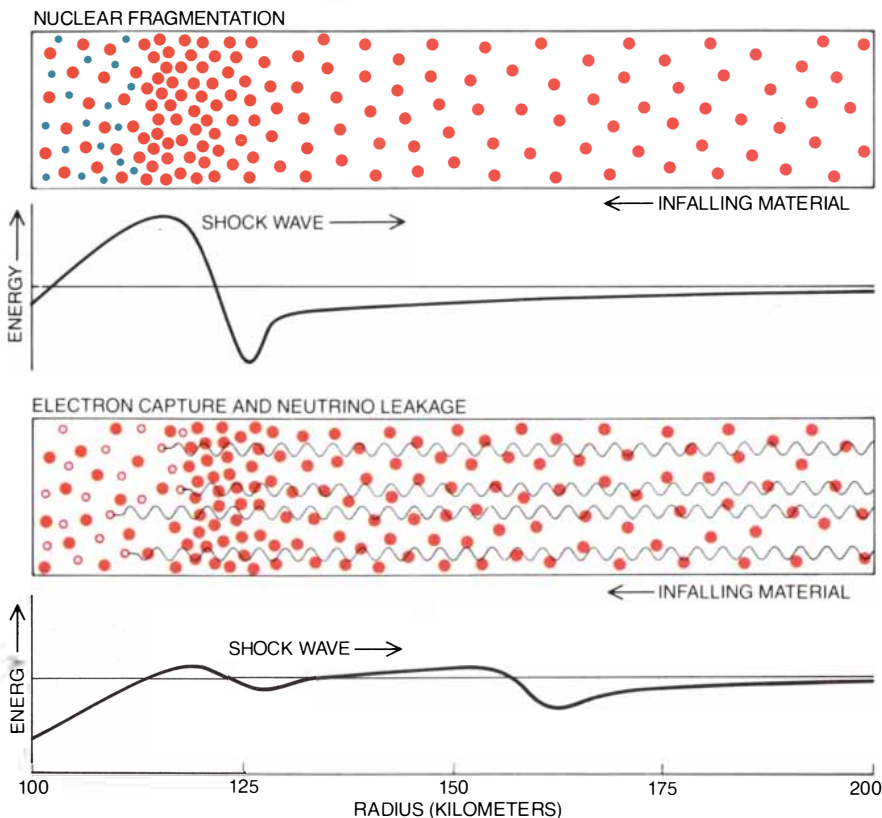 NUCLEAR FRAGMENTATION
INFALLING MATERIAL
SHOCK WAVE
ENERGY
ELECTRON CAPTURE AND NEUTRINO LEAKAGE
INFALLING MATERIAL
SHOCK WAVE
ENERGY
100 125 150 175 200
RADIUS (KILOMETERS)